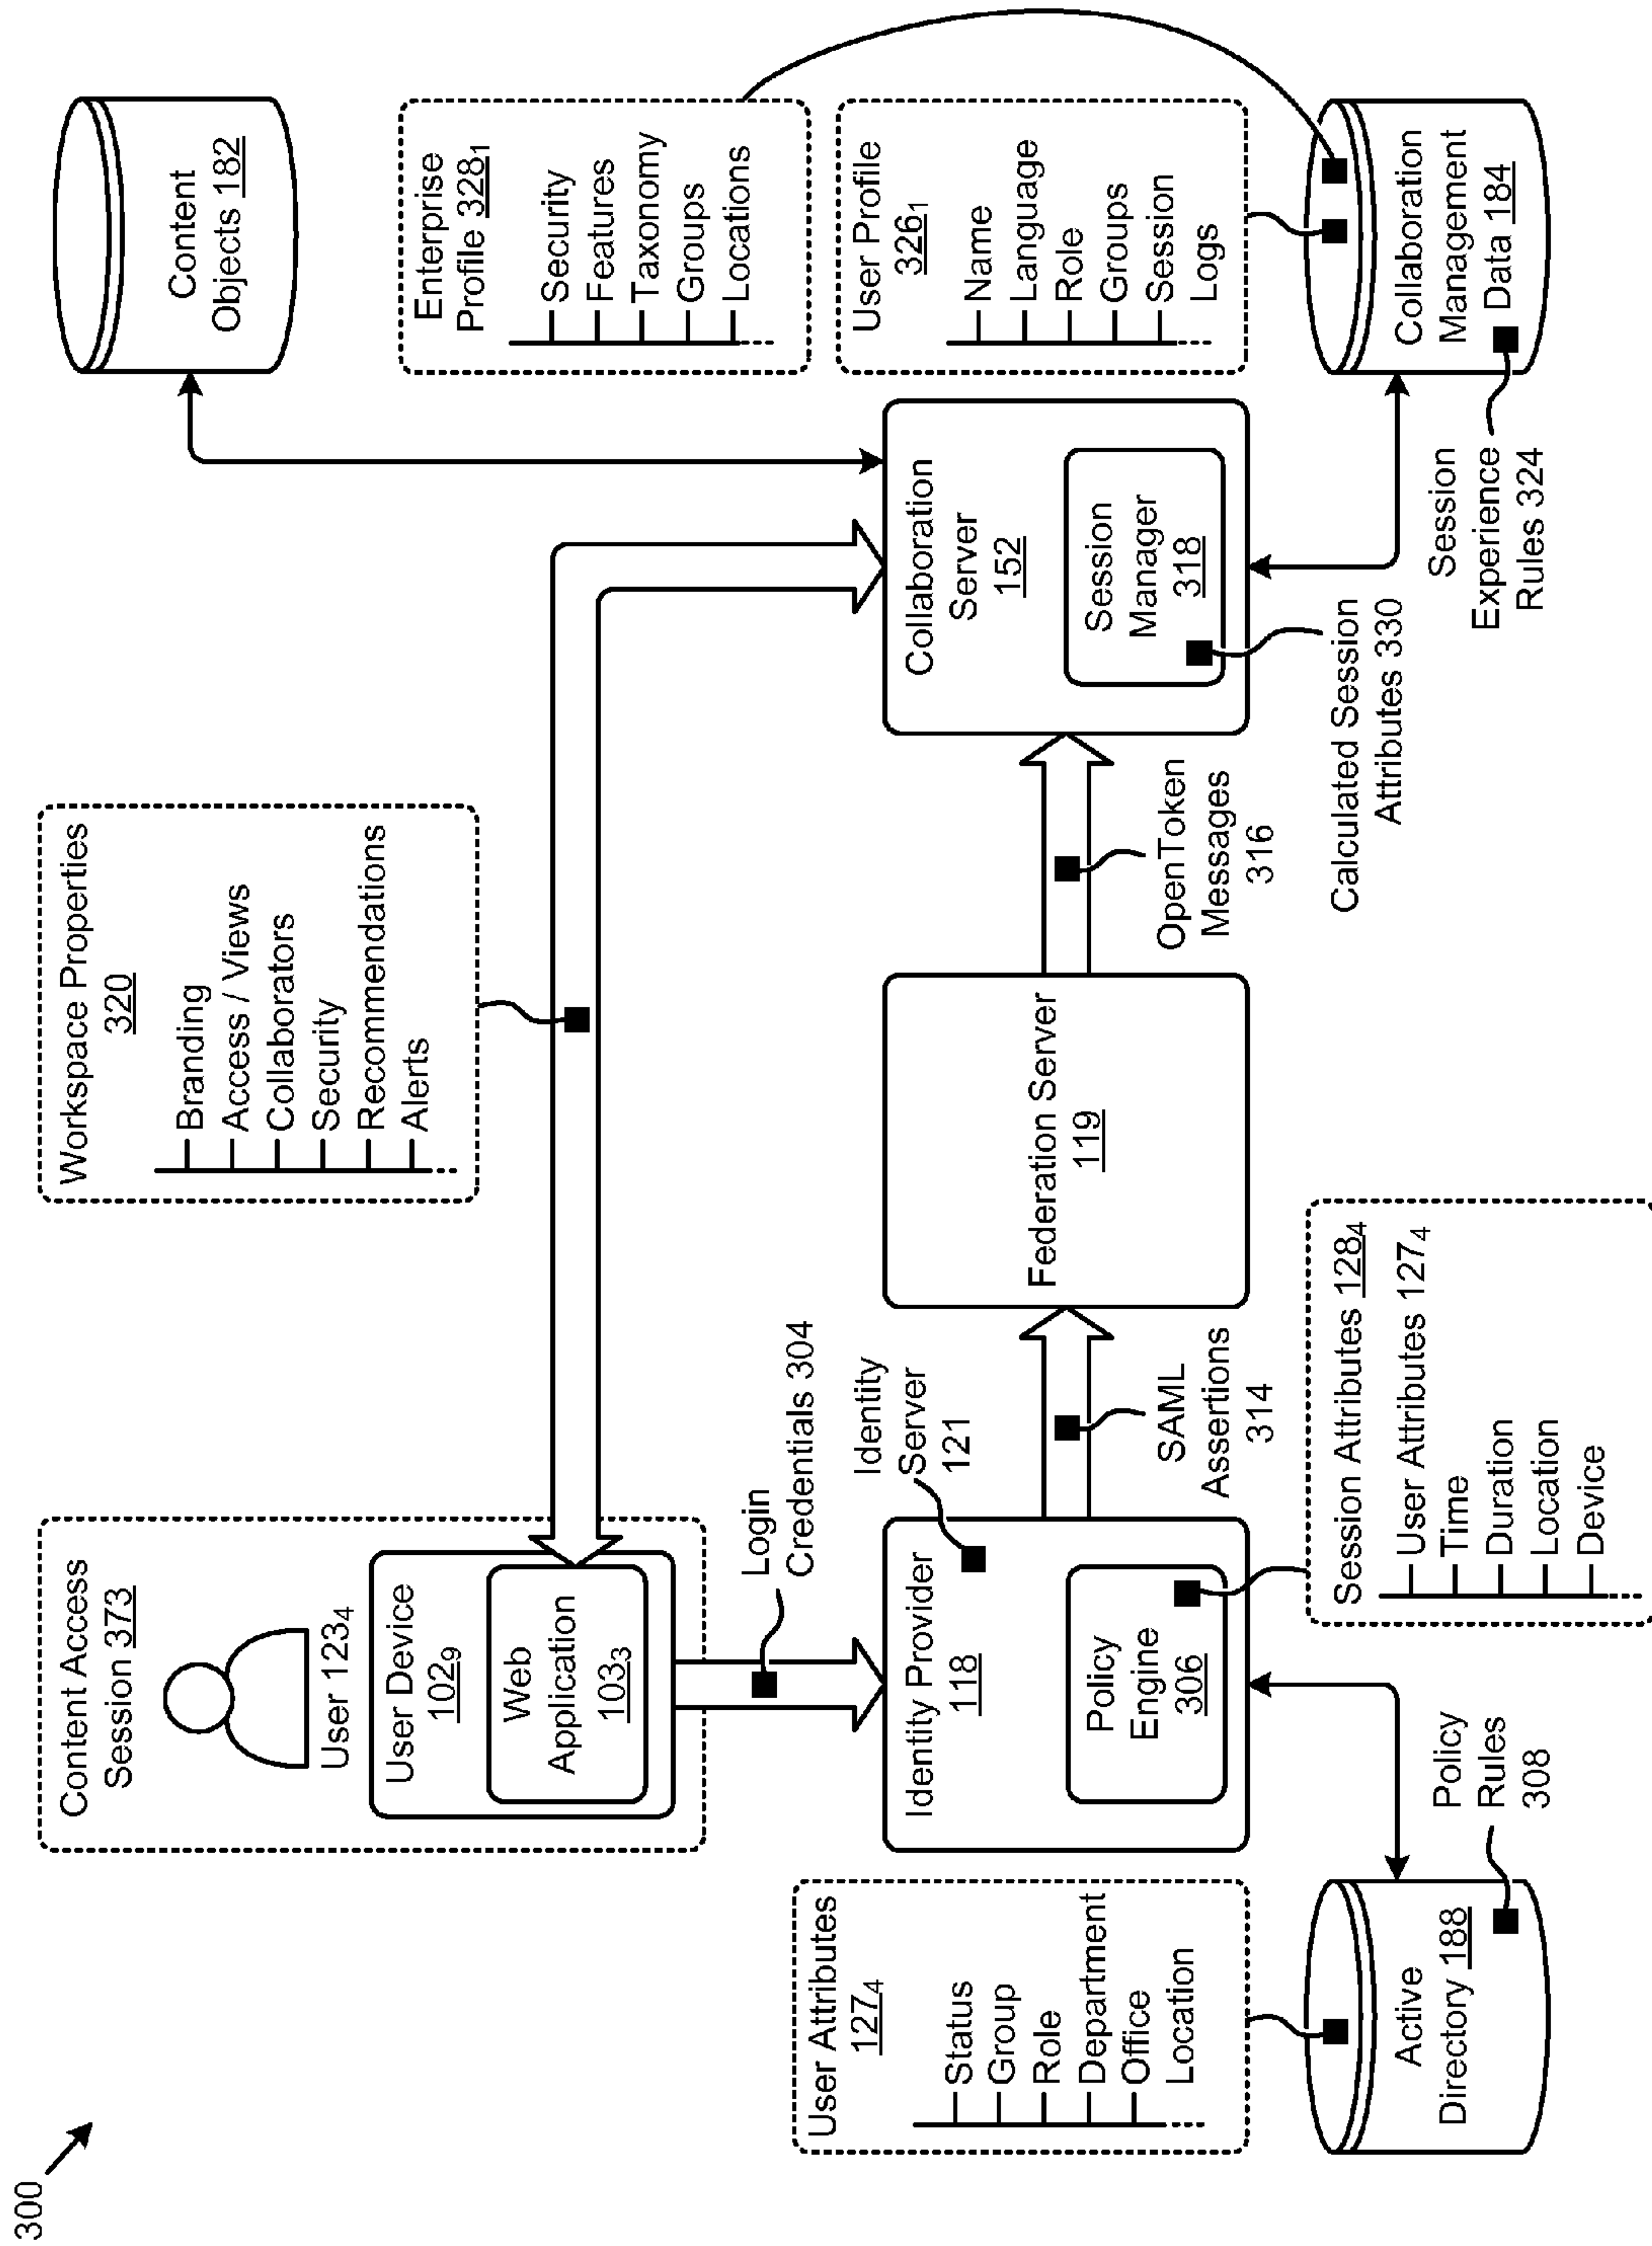 300
Content Access
Session 373
User 123₄
User Device
102₉
Web
Application
103₃
Workspace Properties
320
Branding
Access / Views
Collaborators
Security
Recommendations
Alerts
Content
Objects 182
Login
Credentials 304
Enterprise
Profile 328₁
Security
Features
Taxonomy
Groups
Locations
User Attributes
127₄
Status
Group
Role
Department
Office
Location
Identity Provider
118
Policy
Engine
306
Identity
Server
121
SAML
Assertions
314
Federation Server
119
OpenToken
Messages
316
Collaboration
Server
152
Session
Manager
318
User Profile
326₁
Name
Language
Role
Groups
Session
Logs
Active
Directory 188
Policy
Rules
308
Session Attributes 128₄
User Attributes 127₄
Time
Duration
Location
Device
Calculated Session
Attributes 330
Session
Experience
Rules 324
Collaboration
Management
Data 184